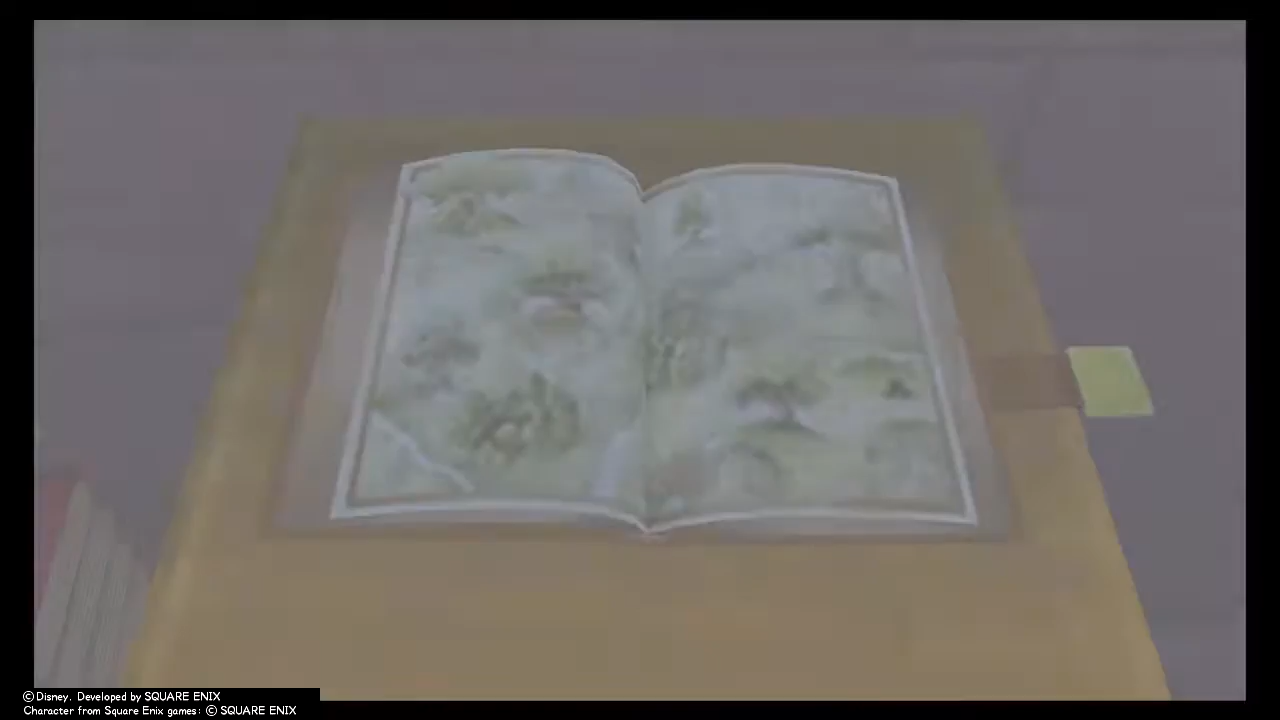 ©Disney. Developed by SQUARE ENIX
Character from Square Enix games: © SQUARE ENIX